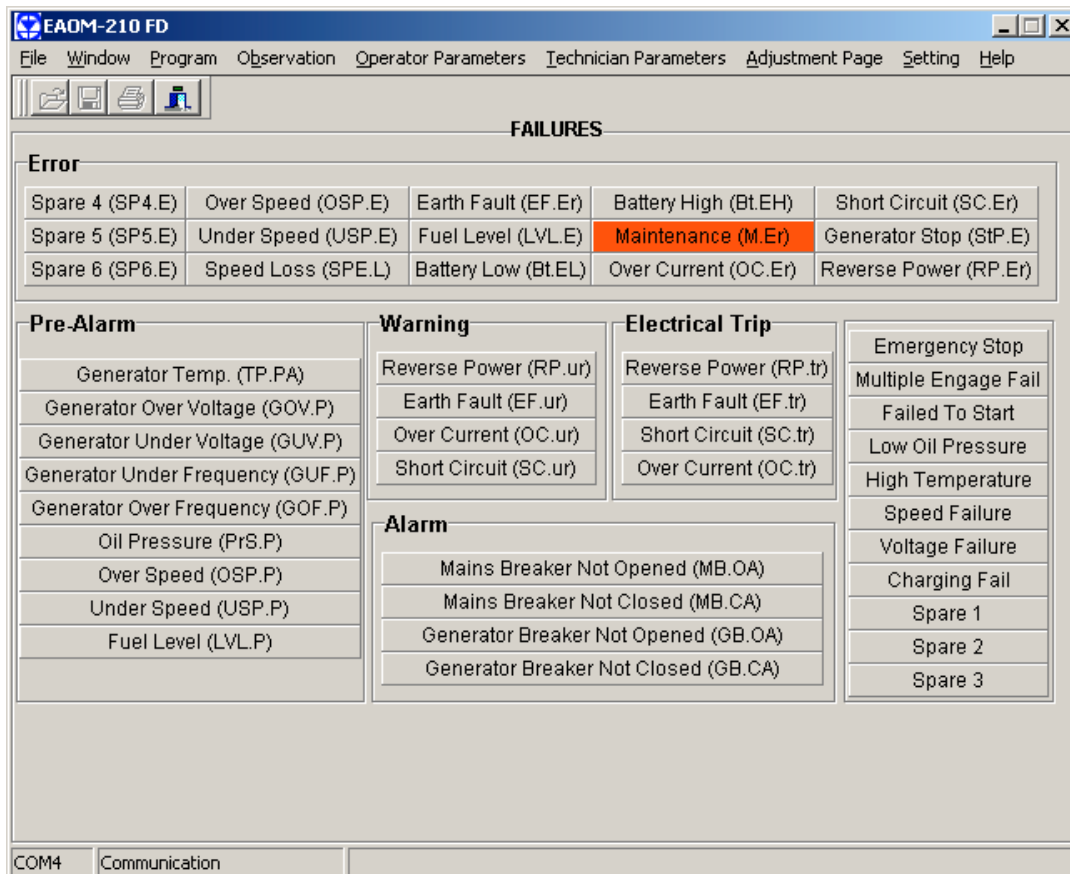 EAOM-210 FD
File Window Program Observation Operator Parameters Technician Parameters Adjustment Page Setting Help
FAILURES
Error
Spare 4 (SP4.E) Over Speed (OSP.E) Earth Fault (EF.Er) Battery High (Bt.EH) Short Circuit (SC.Er)
Spare 5 (SP5.E) Under Speed (USP.E) Fuel Level (LVL.E) Maintenance (M.Er) Generator Stop (StP.E)
Spare 6 (SP6.E) Speed Loss (SPE.L) Battery Low (Bt.EL) Over Current (OC.Er) Reverse Power (RP.Er)
Pre-Alarm
Generator Temp. (TP.PA)
Generator Over Voltage (GOV.P)
Generator Under Voltage (GUV.P)
Generator Under Frequency (GUF.P)
Generator Over Frequency (GOF.P)
Oil Pressure (PrS.P)
Over Speed (OSP.P)
Under Speed (USP.P)
Fuel Level (LVL.P)
Warning
Reverse Power (RP.ur)
Earth Fault (EF.ur)
Over Current (OC.ur)
Short Circuit (SC.ur)
Electrical Trip
Reverse Power (RP.tr)
Earth Fault (EF.tr)
Short Circuit (SC.tr)
Over Current (OC.tr)
Alarm
Mains Breaker Not Opened (MB.OA)
Mains Breaker Not Closed (MB.CA)
Generator Breaker Not Opened (GB.OA)
Generator Breaker Not Closed (GB.CA)
Emergency Stop
Multiple Engage Fail
Failed To Start
Low Oil Pressure
High Temperature
Speed Failure
Voltage Failure
Charging Fail
Spare 1
Spare 2
Spare 3
COM4 Communication